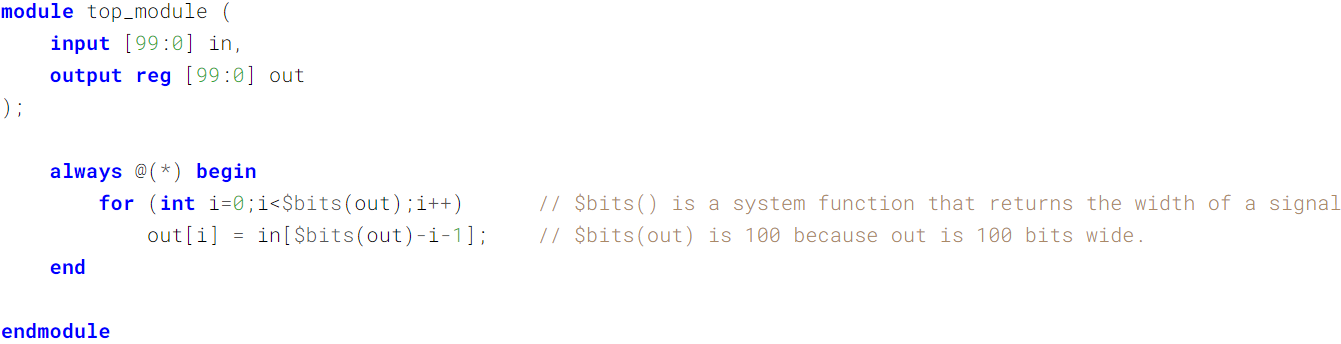 module top_module (
    input [99:0] in,
    output reg [99:0] out
);

    always @(*) begin
        for (int i=0;i<$bits(out);i++)      // $bits() is a system function that returns the width of a signal
            out[i] = in[$bits(out)-i-1];    // $bits(out) is 100 because out is 100 bits wide.
    end

endmodule